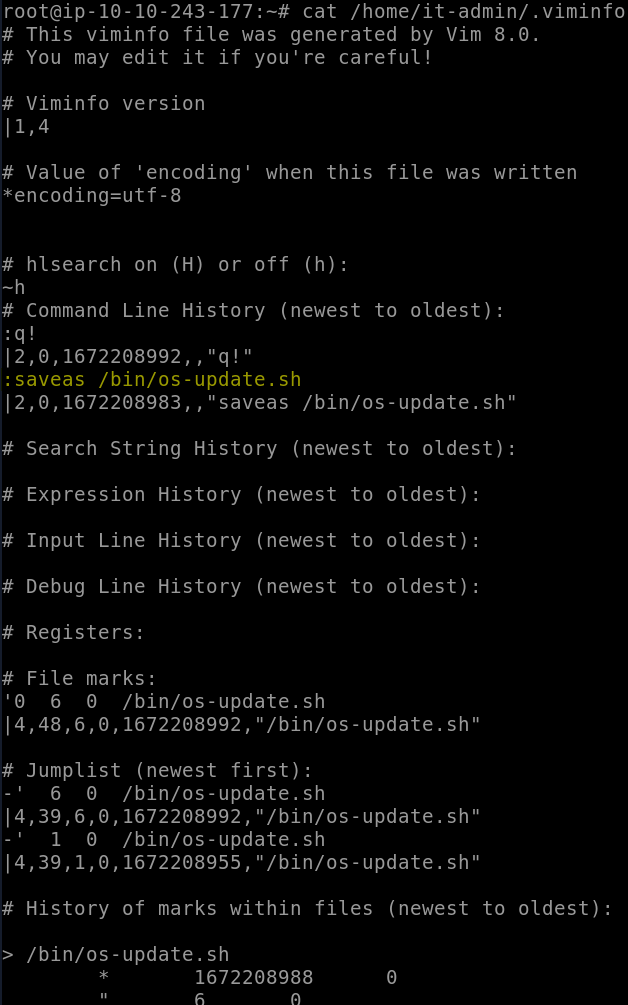 root@ip-10-10-243-177:~# cat /home/it-admin/.viminfo
# This viminfo file was generated by Vim 8.0.
# You may edit it if you're careful!
# Viminfo version
|1,4
# Value of 'encoding' when this file was written
*encoding=utf-8
# hlsearch on (H) or off (h):
~h
# Command Line History (newest to oldest):
:q!
|2,0,1672208992,,"q!"
:saveas /bin/os-update.sh
|2,0,1672208983,,"saveas /bin/os-update.sh"
# Search String History (newest to oldest):
# Expression History (newest to oldest):
# Input Line History (newest to oldest):
# Debug Line History (newest to oldest):
# Registers:
# File marks:
'0  6  0  /bin/os-update.sh
|4,48,6,0,1672208992,"/bin/os-update.sh"
# Jumplist (newest first):
-'  6  0  /bin/os-update.sh
|4,39,6,0,1672208992,"/bin/os-update.sh"
-'  1  0  /bin/os-update.sh
|4,39,1,0,1672208955,"/bin/os-update.sh"
# History of marks within files (newest to oldest):
> /bin/os-update.sh
* 1672208988 0
" 6 0